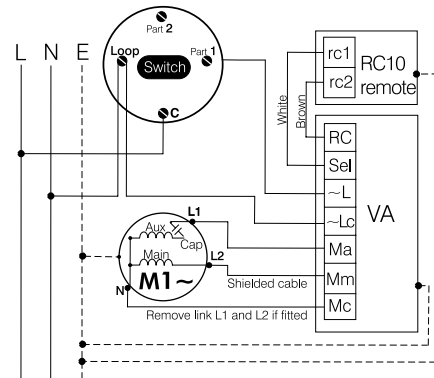 Part 2
L N E
Loop
Part 1
Switch
C
rc1
rc2
RC10
remote
White
Brown
RC
Sel
~L
~Lc
Ma
Mm
Mc
VA
L1
Aux
Cap
Main
L2
M1~
N
Shielded cable
Remove link L1 and L2 if fitted